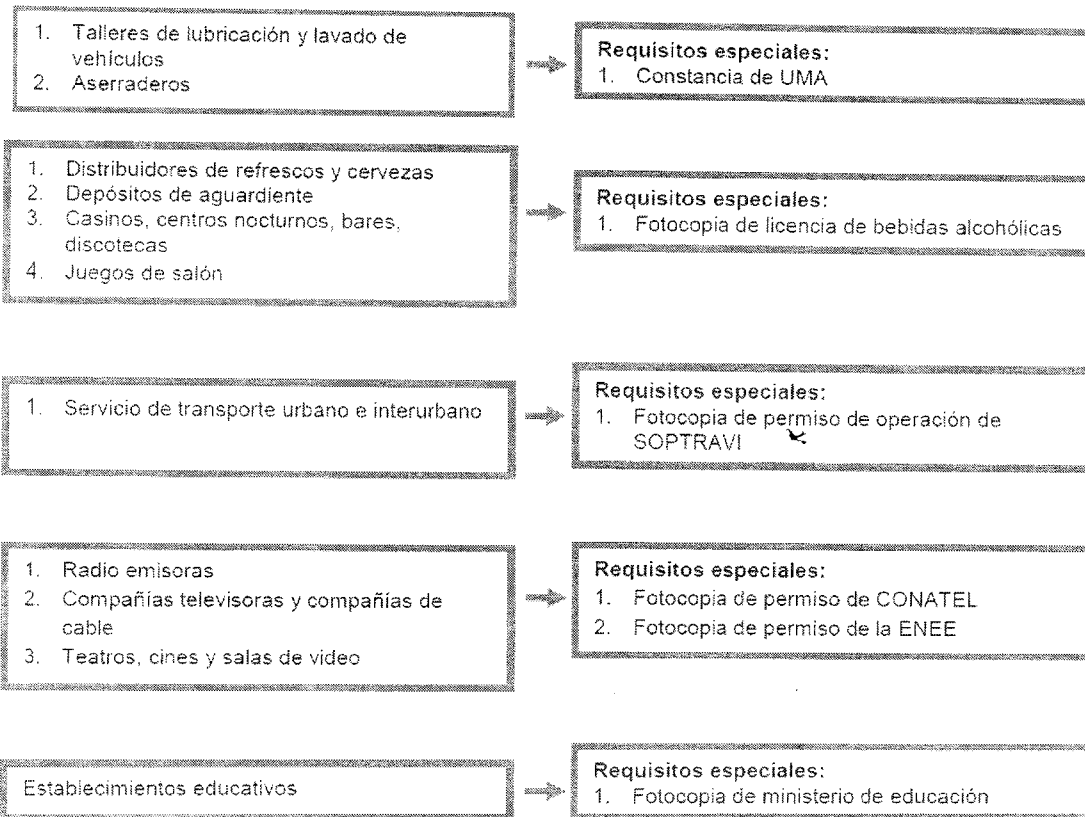 1. Talleres de lubricación y lavado de
vehículos
2. Aserraderos
Requisitos especiales:
1. Constancia de UMA
1. Distribuidores de refrescos y cervezas
2. Depósitos de aguardiente
3. Casinos, centros nocturnos, bares,
discotecas
4. Juegos de salón
Requisitos especiales:
1. Fotocopia de licencia de bebidas alcohólicas
1. Servicio de transporte urbano e interurbano
Requisitos especiales:
1. Fotocopia de permiso de operación de
SOPTRAVI
1. Radio emisoras
2. Compañías televisoras y compañías de
cable
3. Teatros, cines y salas de video
Requisitos especiales:
1. Fotocopia de permiso de CONATEL
2. Fotocopia de permiso de la ENEE
Establecimientos educativos
Requisitos especiales:
1. Fotocopia de ministerio de educación